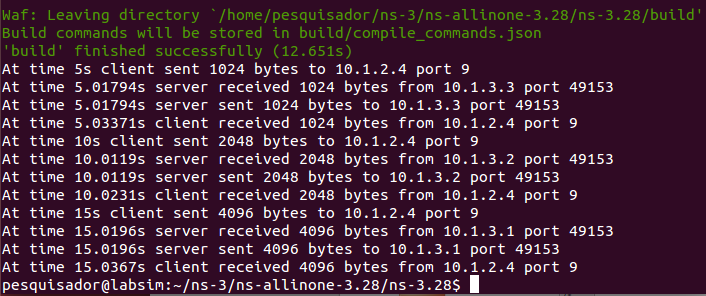 Waf: Leaving directory `/home/pesquisador/ns-3/ns-allinone-3.28/ns-3.28/build'
Build commands will be stored in build/compile_commands.json
'build' finished successfully (12.651s)
At time 5s client sent 1024 bytes to 10.1.2.4 port 9
At time 5.01794s server received 1024 bytes from 10.1.3.3 port 49153
At time 5.01794s server sent 1024 bytes to 10.1.3.3 port 49153
At time 5.03371s client received 1024 bytes from 10.1.2.4 port 9
At time 10s client sent 2048 bytes to 10.1.2.4 port 9
At time 10.0119s server received 2048 bytes from 10.1.3.2 port 49153
At time 10.0119s server sent 2048 bytes to 10.1.3.2 port 49153
At time 10.0231s client received 2048 bytes from 10.1.2.4 port 9
At time 15s client sent 4096 bytes to 10.1.2.4 port 9
At time 15.0196s server received 4096 bytes from 10.1.3.1 port 49153
At time 15.0196s server sent 4096 bytes to 10.1.3.1 port 49153
At time 15.0367s client received 4096 bytes from 10.1.2.4 port 9
pesquisador@labsim:~/ns-3/ns-allinone-3.28/ns-3.28$